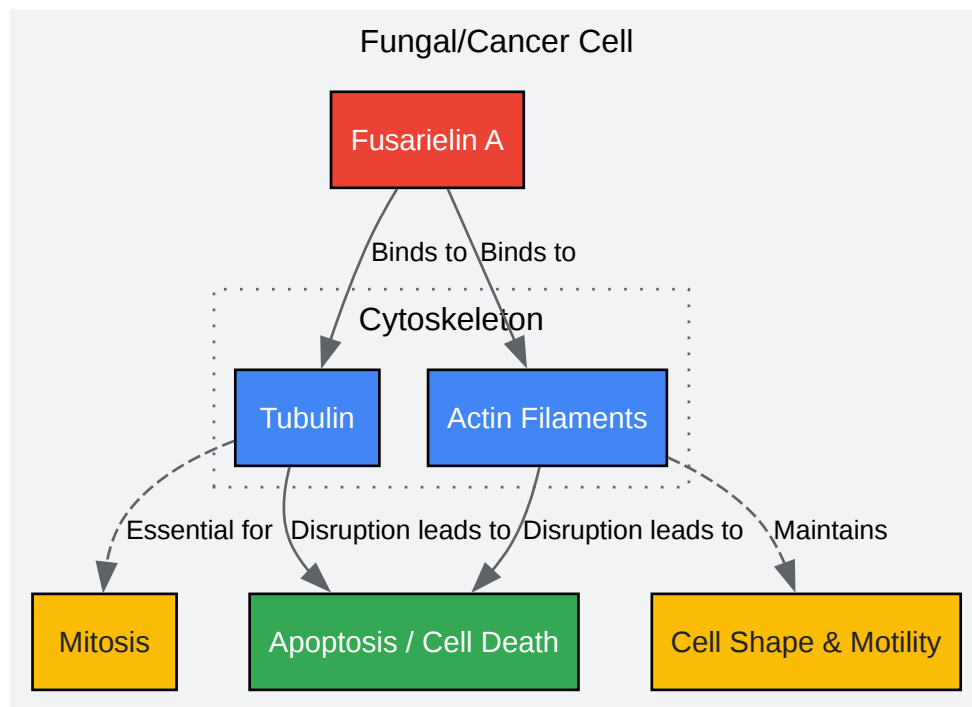 Fungal/Cancer Cell
Fusarielin A
Binds to
Binds to
Cytoskeleton
Tubulin
Actin Filaments
Essential for
Disruption leads to
Disruption leads to
Maintains
Mitosis
Apoptosis / Cell Death
Cell Shape & Motility